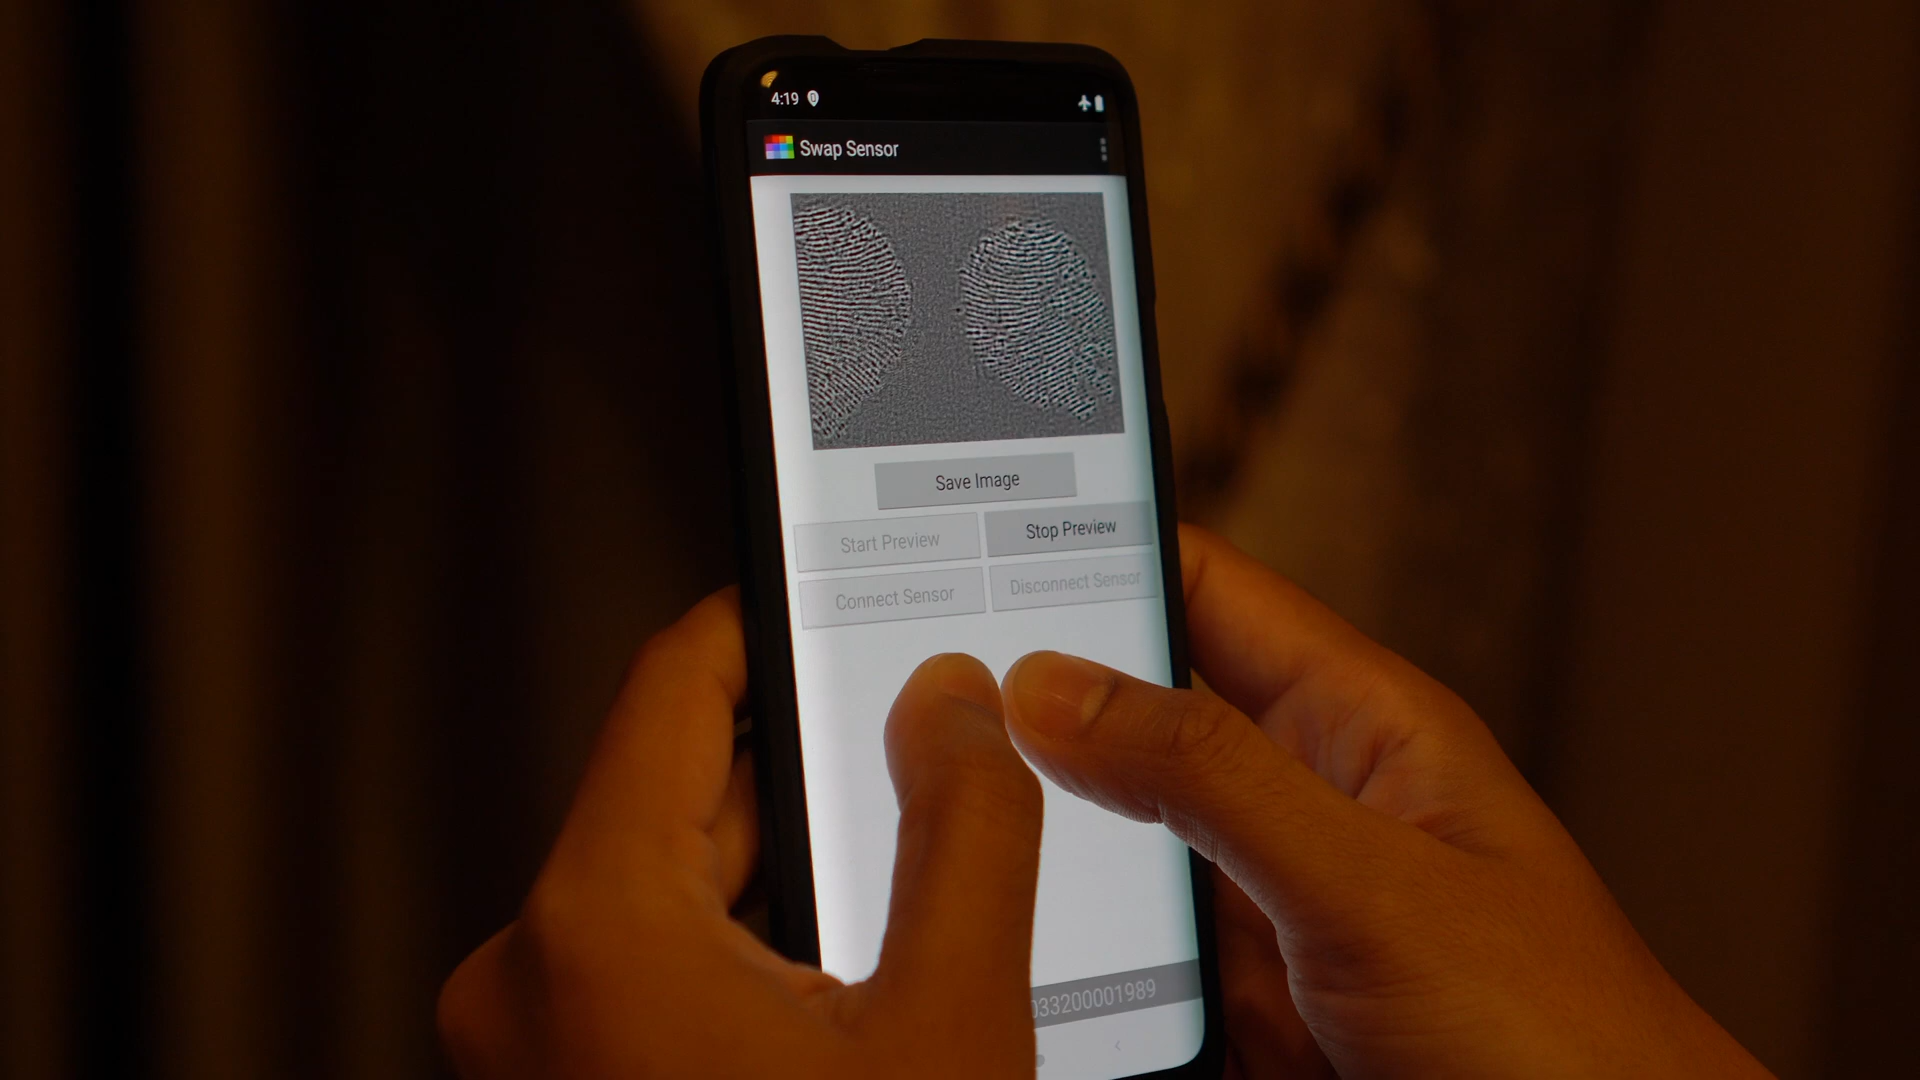 4:19
Swap Sensor
Save Image
Start Preview Stop Preview
Connect Sensor Disconnect Sensor
033200001989